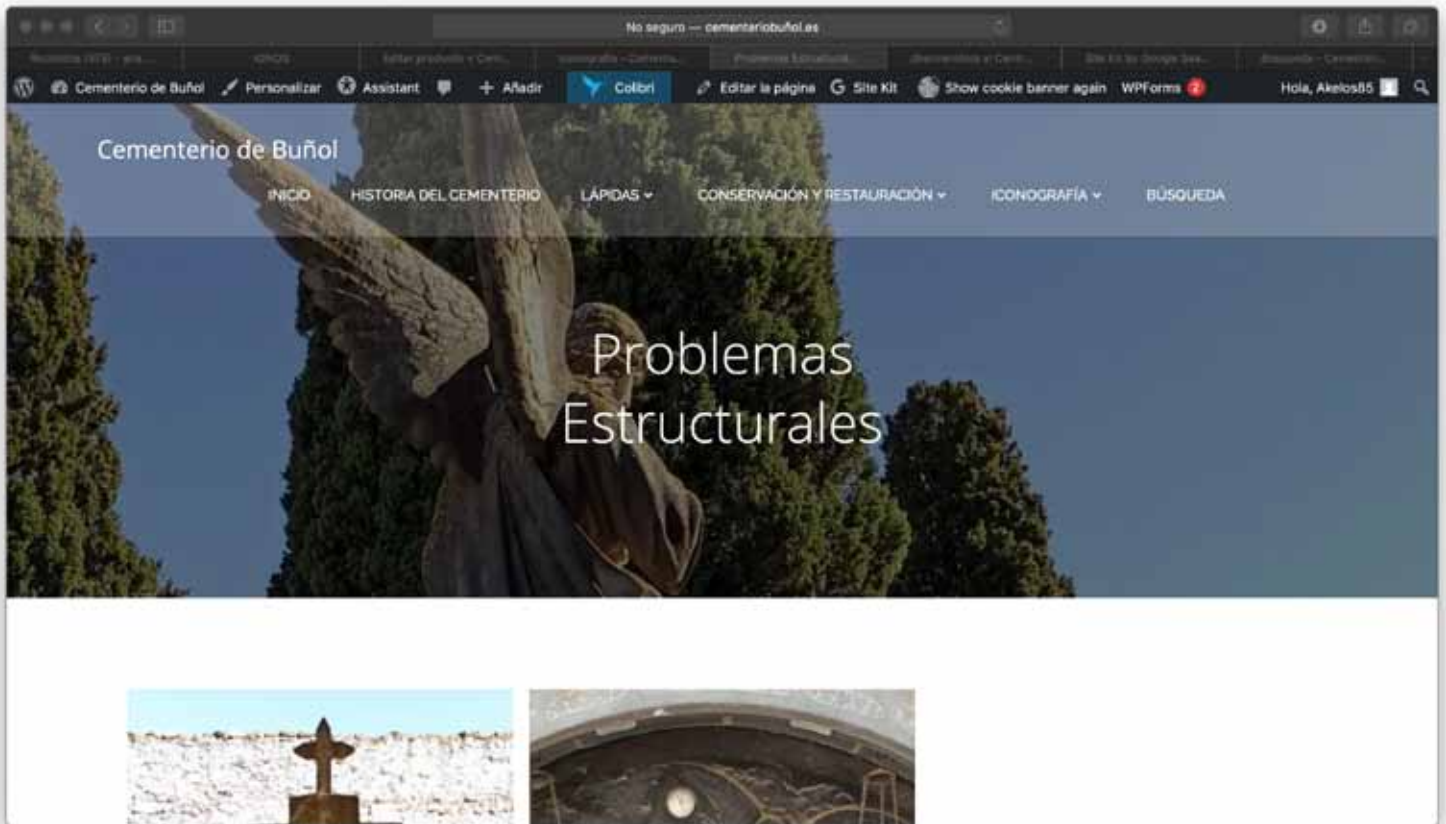 No seguro — cementeriobuñol.es
Cementerio de Buñol Personalizar Assistant Añadir Colibri Editar la página Site Kit Show cookie banner again WPForms 2 Hola, Akelos85
Cementerio de Buñol
INICIO HISTORIA DEL CEMENTERIO LÁPIDAS CONSERVACIÓN Y RESTAURACIÓN ICONOGRAFÍA BÚSQUEDA
Problemas
Estructurales